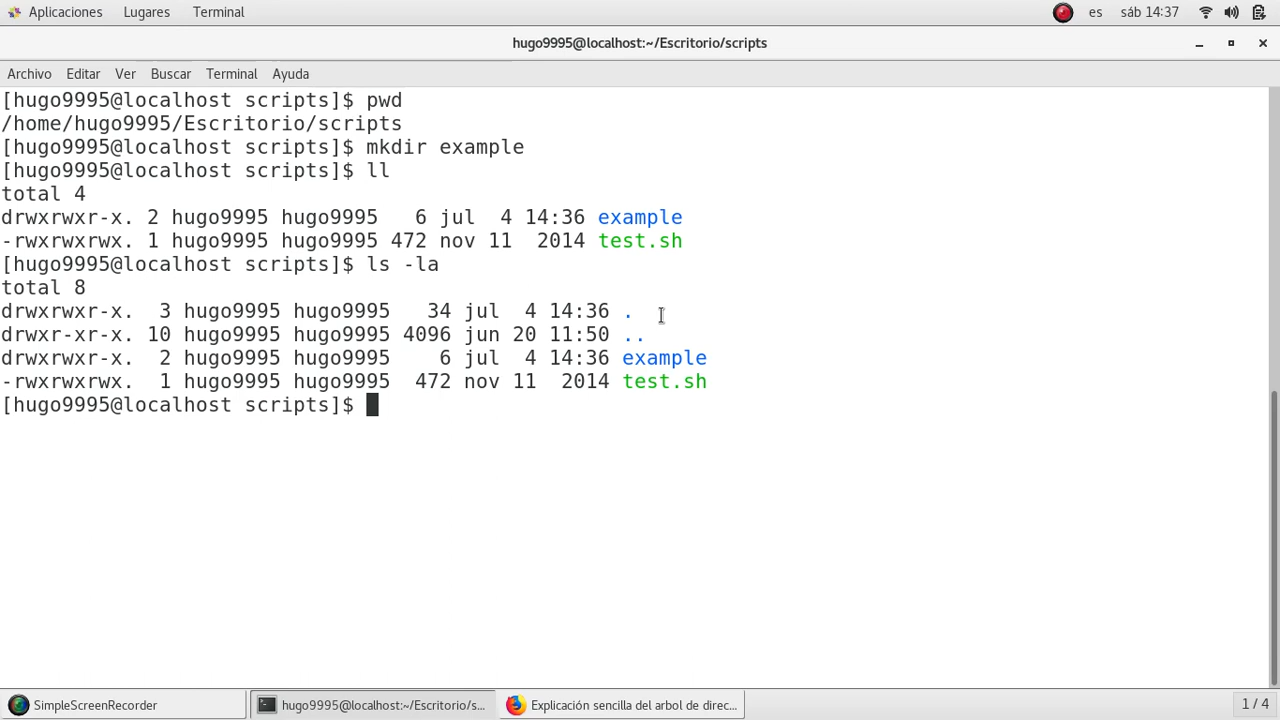 Aplicaciones Lugares Terminal es sáb 14:37
hugo9995@localhost:~/Escritorio/scripts
Archivo Editar Ver Buscar Terminal Ayuda
[hugo9995@localhost scripts]$ pwd
/home/hugo9995/Escritorio/scripts
[hugo9995@localhost scripts]$ mkdir example
[hugo9995@localhost scripts]$ ll
total 4
drwxrwxr-x. 2 hugo9995 hugo9995   6 jul  4 14:36 example
-rwxrwxrwx. 1 hugo9995 hugo9995 472 nov 11  2014 test.sh
[hugo9995@localhost scripts]$ ls -la
total 8
drwxrwxr-x.  3 hugo9995 hugo9995   34 jul  4 14:36 .
drwxr-xr-x. 10 hugo9995 hugo9995 4096 jun 20 11:50 ..
drwxrwxr-x.  2 hugo9995 hugo9995    6 jul  4 14:36 example
-rwxrwxrwx.  1 hugo9995 hugo9995  472 nov 11  2014 test.sh
[hugo9995@localhost scripts]$
SimpleScreenRecorder hugo9995@localhost:~/Escritorio/s... Explicación sencilla del arbol de direc... 1 / 4